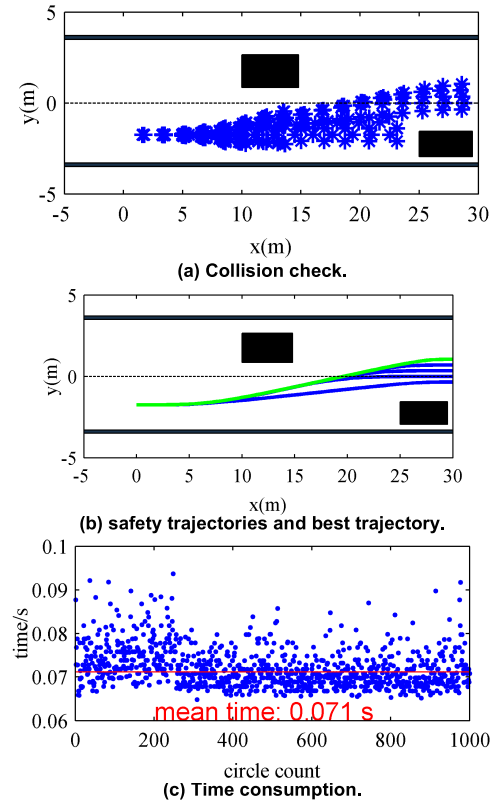 5
y(m)
0
-5
-5 0 5 10 15 20 25 30
x(m)
(a) Collision check.
5
y(m)
0
-5
-5 0 5 10 15 20 25 30
x(m)
(b) safety trajectories and best trajectory.
0.1
0.09
time/s
0.08
0.07
0.06
mean time: 0.071 s
0 200 400 600 800 1000
circle count
(c) Time consumption.